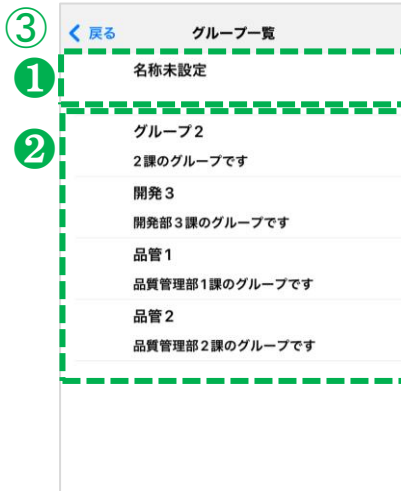 ③
戻る グループ一覧
❶
名称未設定
❷
グループ2
2課のグループです
開発3
開発部3課のグループです
品管1
品質管理部1課のグループです
品管2
品質管理部2課のグループです